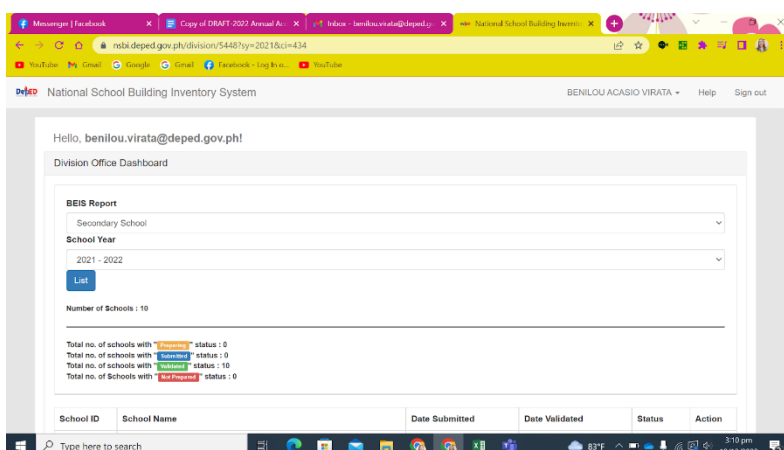 Messenger | Facebook
Copy of DRAFT-2022 Annual Ac
Inbox - benilou.virata@deped.g
National School Building Invento
nsbi.deped.gov.ph/division/5448?sy=2021&ci=434
YouTube Gmail Google Gmail Facebook - Log In o... YouTube
DepED National School Building Inventory System
BENILOU ACASIO VIRATA Help Sign out
Hello, benilou.virata@deped.gov.ph!
Division Office Dashboard
BEIS Report
Secondary School
School Year
2021 - 2022
List
Number of Schools : 10
Total no. of schools with "Preparing" status : 0
Total no. of schools with "Submitted" status : 0
Total no. of schools with "Validated" status : 10
Total no. of Schools with "Not Prepared" status : 0
School ID School Name Date Submitted Date Validated Status Action
Type here to search
83°F
3:10 pm